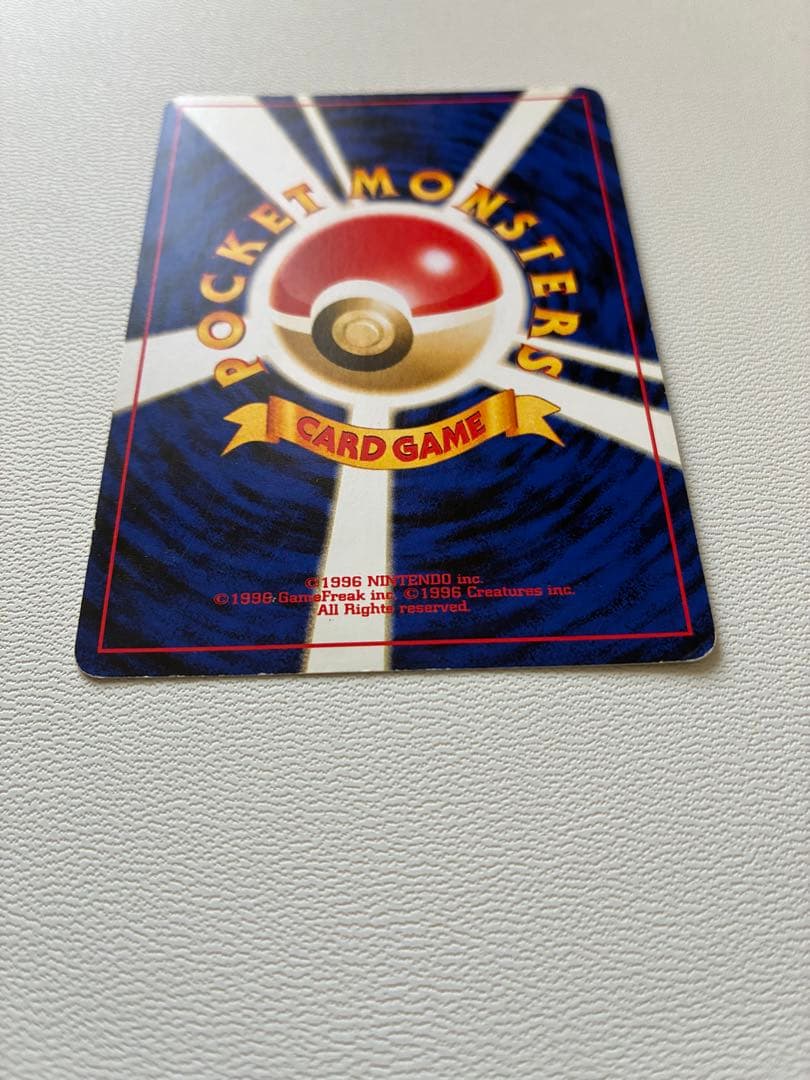 POCKET MONSTERS
CARD GAME
©1996 NINTENDO inc.
©1996 GameFreak inc. ©1996 Creatures inc.
All Rights reserved.